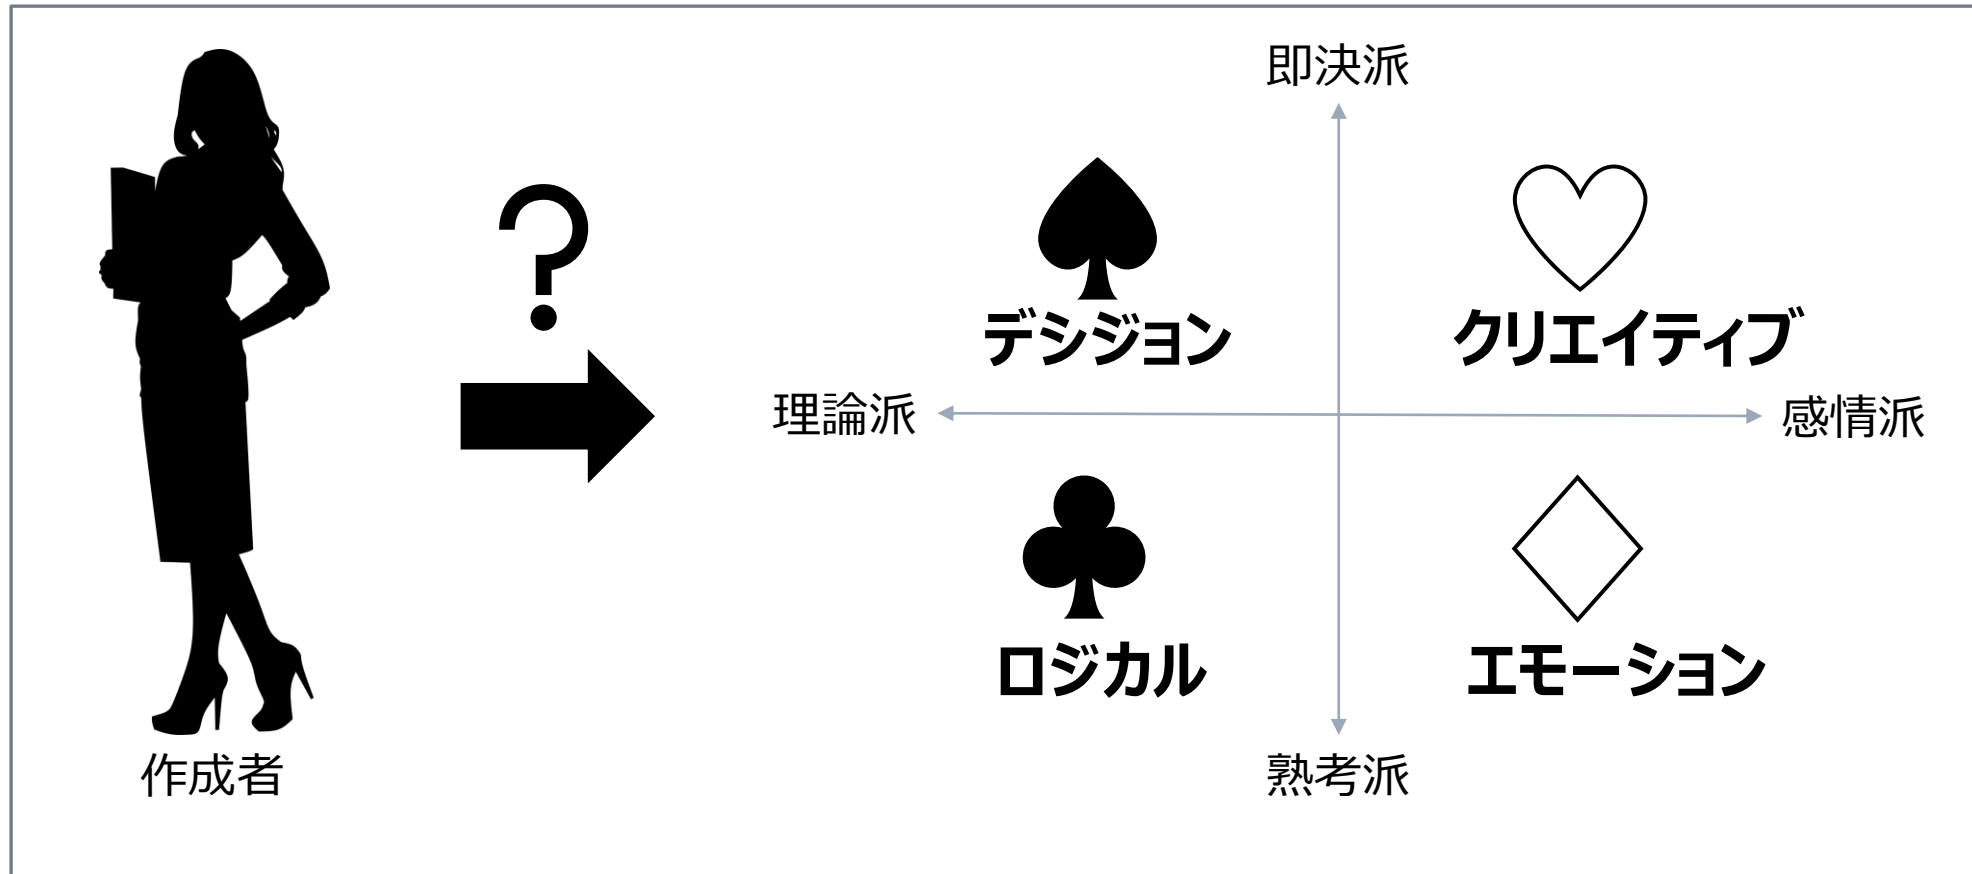 即決派
?
デシジョン
クリエイティブ
理論派
感情派
ロジカル
エモーション
作成者
熟考派